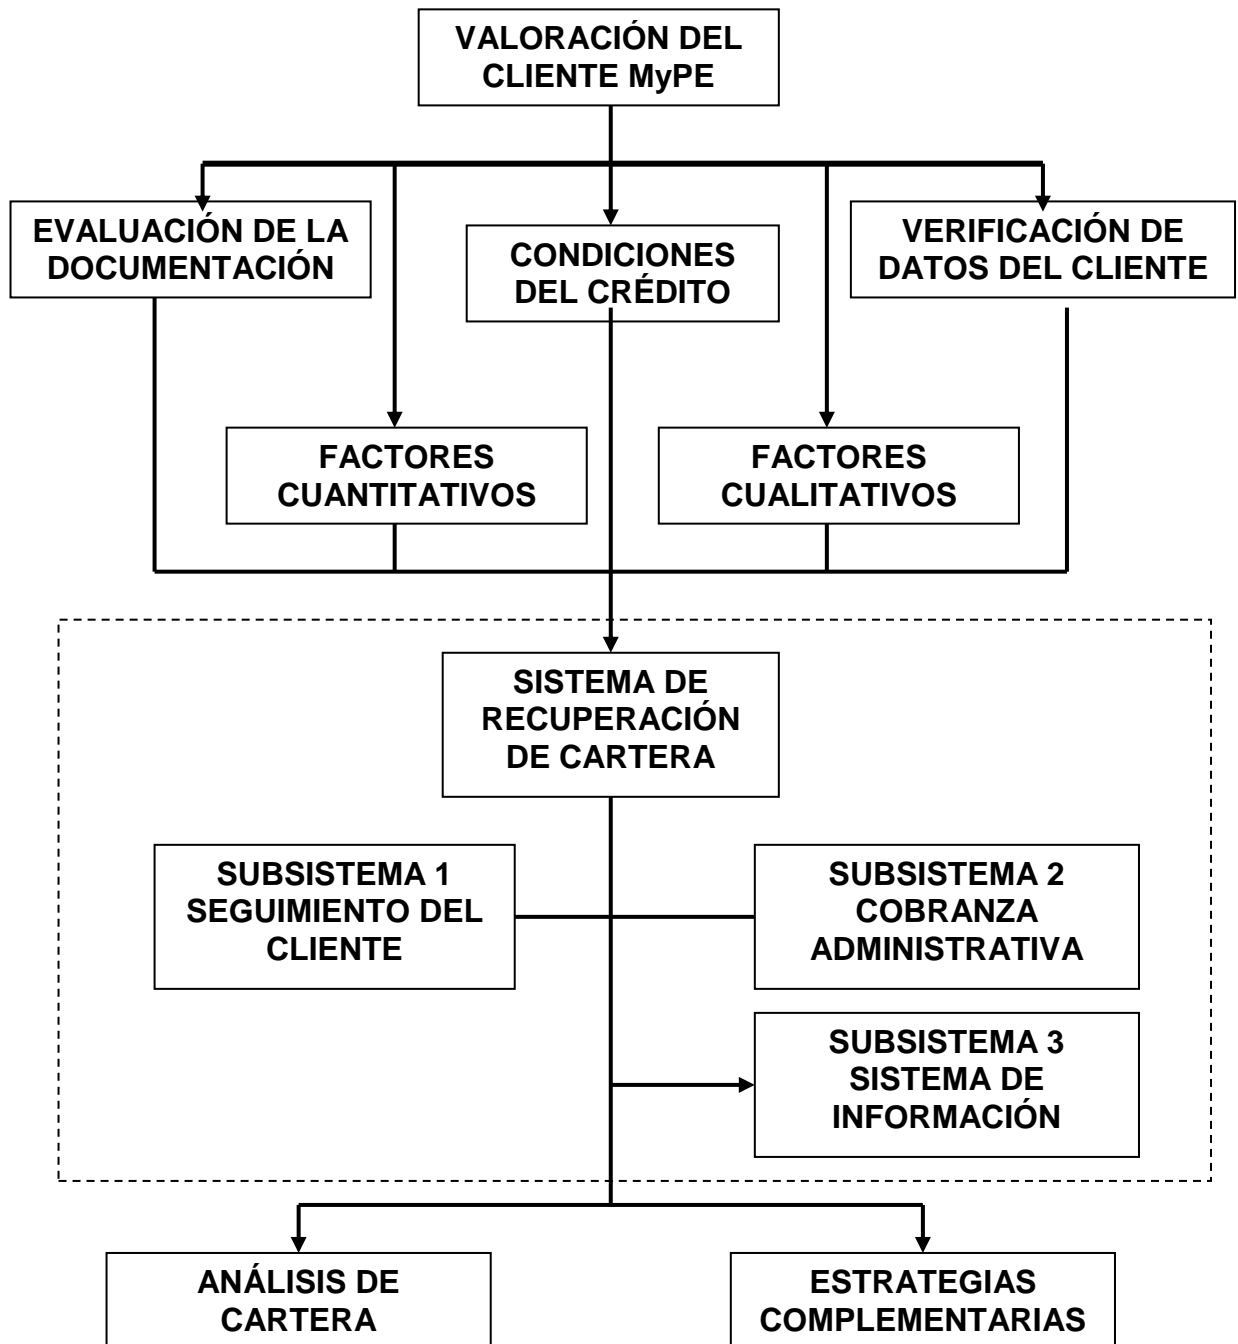 VALORACIÓN DEL
CLIENTE MyPE
EVALUACIÓN DE LA
DOCUMENTACIÓN
CONDICIONES
DEL CRÉDITO
VERIFICACIÓN DE
DATOS DEL CLIENTE
FACTORES
CUANTITATIVOS
FACTORES
CUALITATIVOS
SISTEMA DE
RECUPERACIÓN
DE CARTERA
SUBSISTEMA 1
SEGUIMIENTO DEL
CLIENTE
SUBSISTEMA 2
COBRANZA
ADMINISTRATIVA
SUBSISTEMA 3
SISTEMA DE
INFORMACIÓN
ANÁLISIS DE
CARTERA
ESTRATEGIAS
COMPLEMENTARIAS